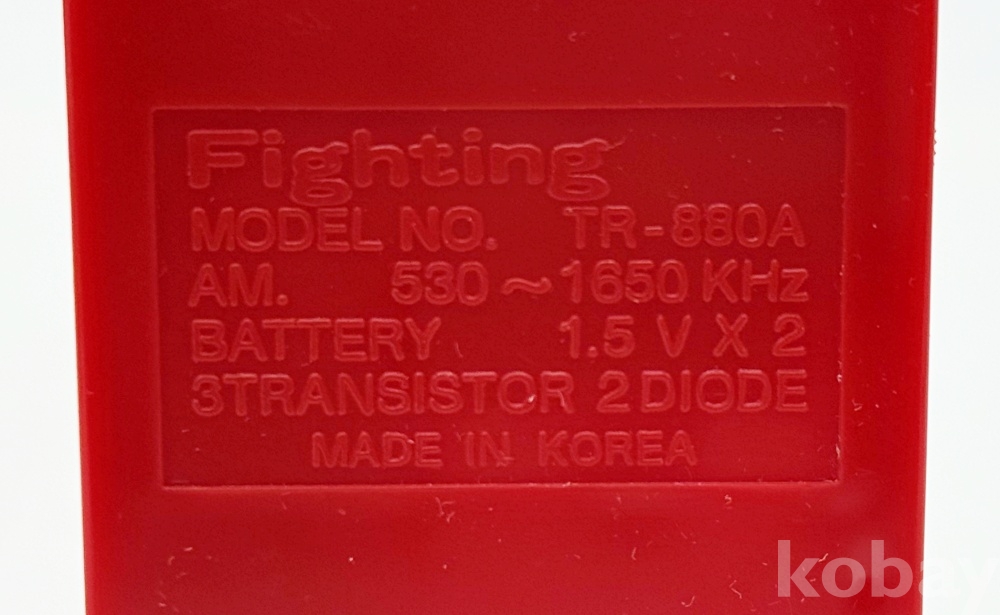 Fighting
MODEL NO. TR-880A
AM. 530~1650 KHz
BATTERY 1.5 V X 2
3TRANSISTOR 2DIODE
MADE IN KOREA
kobay